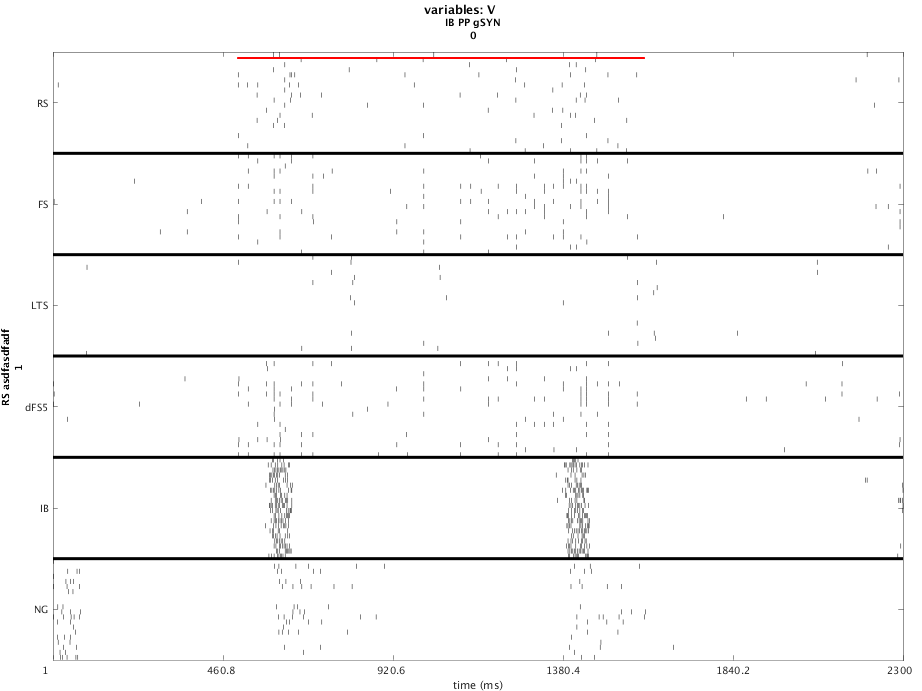 variables: V
IB PP gSYN
0
RS
FS
LTS
dFS5
IB
NG
RS asdfasdfadf
1
1 460.8 920.6 1380.4 1840.2 2300
time (ms)